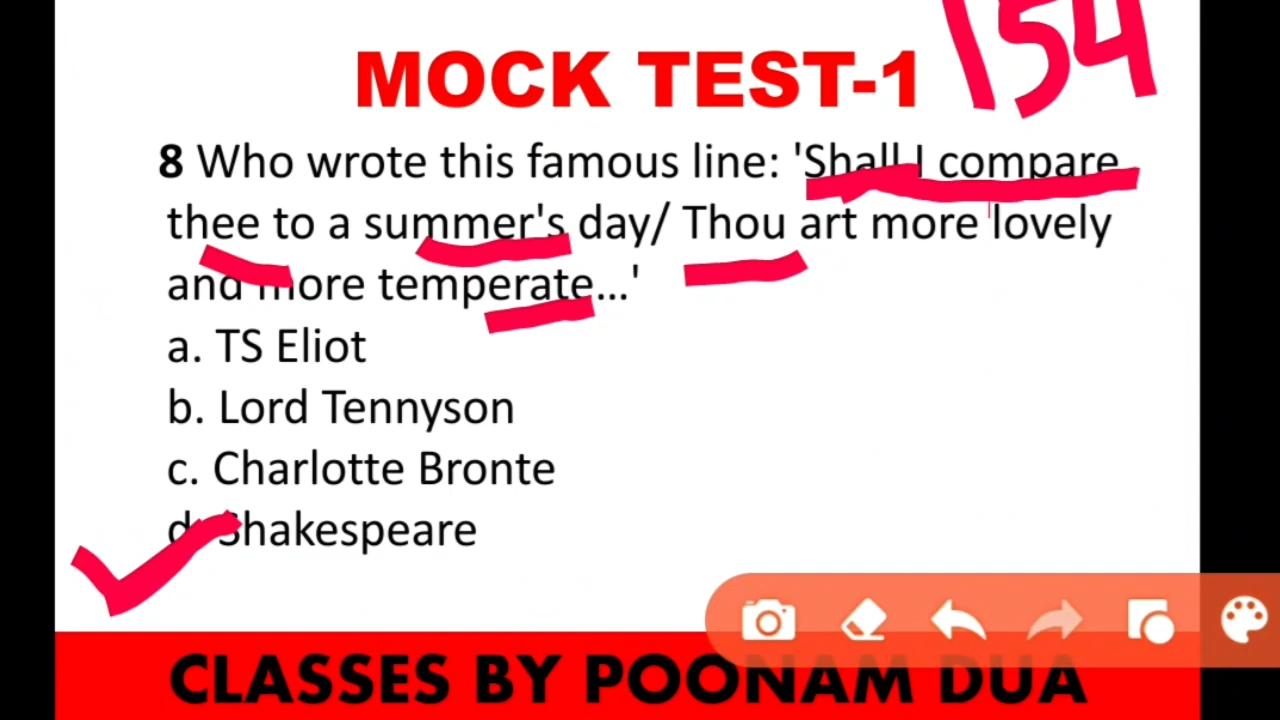 154
MOCK TEST-1
8 Who wrote this famous line: 'Shall I compare
thee to a summer's day/ Thou art more lovely
and more temperate...'
a. TS Eliot
b. Lord Tennyson
c. Charlotte Bronte
d. Shakespeare
CLASSES BY POONAM DUA